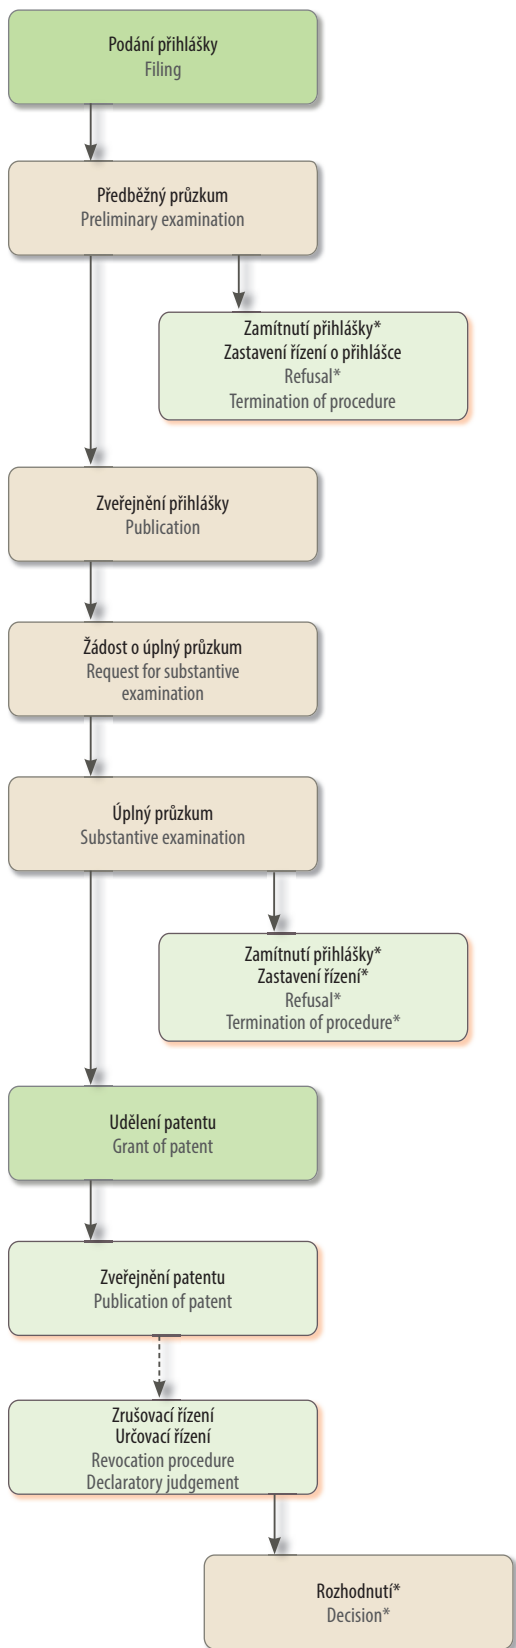 Podání přihlášky
Filing
Předběžný průzkum
Preliminary examination
Zamítnutí přihlášky*
Zastavení řízení o přihlášce
Refusal*
Termination of procedure
Zveřejnění přihlášky
Publication
Žádost o úplný průzkum
Request for substantive
examination
Úplný průzkum
Substantive examination
Zamítnutí přihlášky*
Zastavení řízení*
Refusal*
Termination of procedure*
Udělení patentu
Grant of patent
Zveřejnění patentu
Publication of patent
Zrušovací řízení
Určovací řízení
Revocation procedure
Declaratory judgement
Rozhodnutí*
Decision*